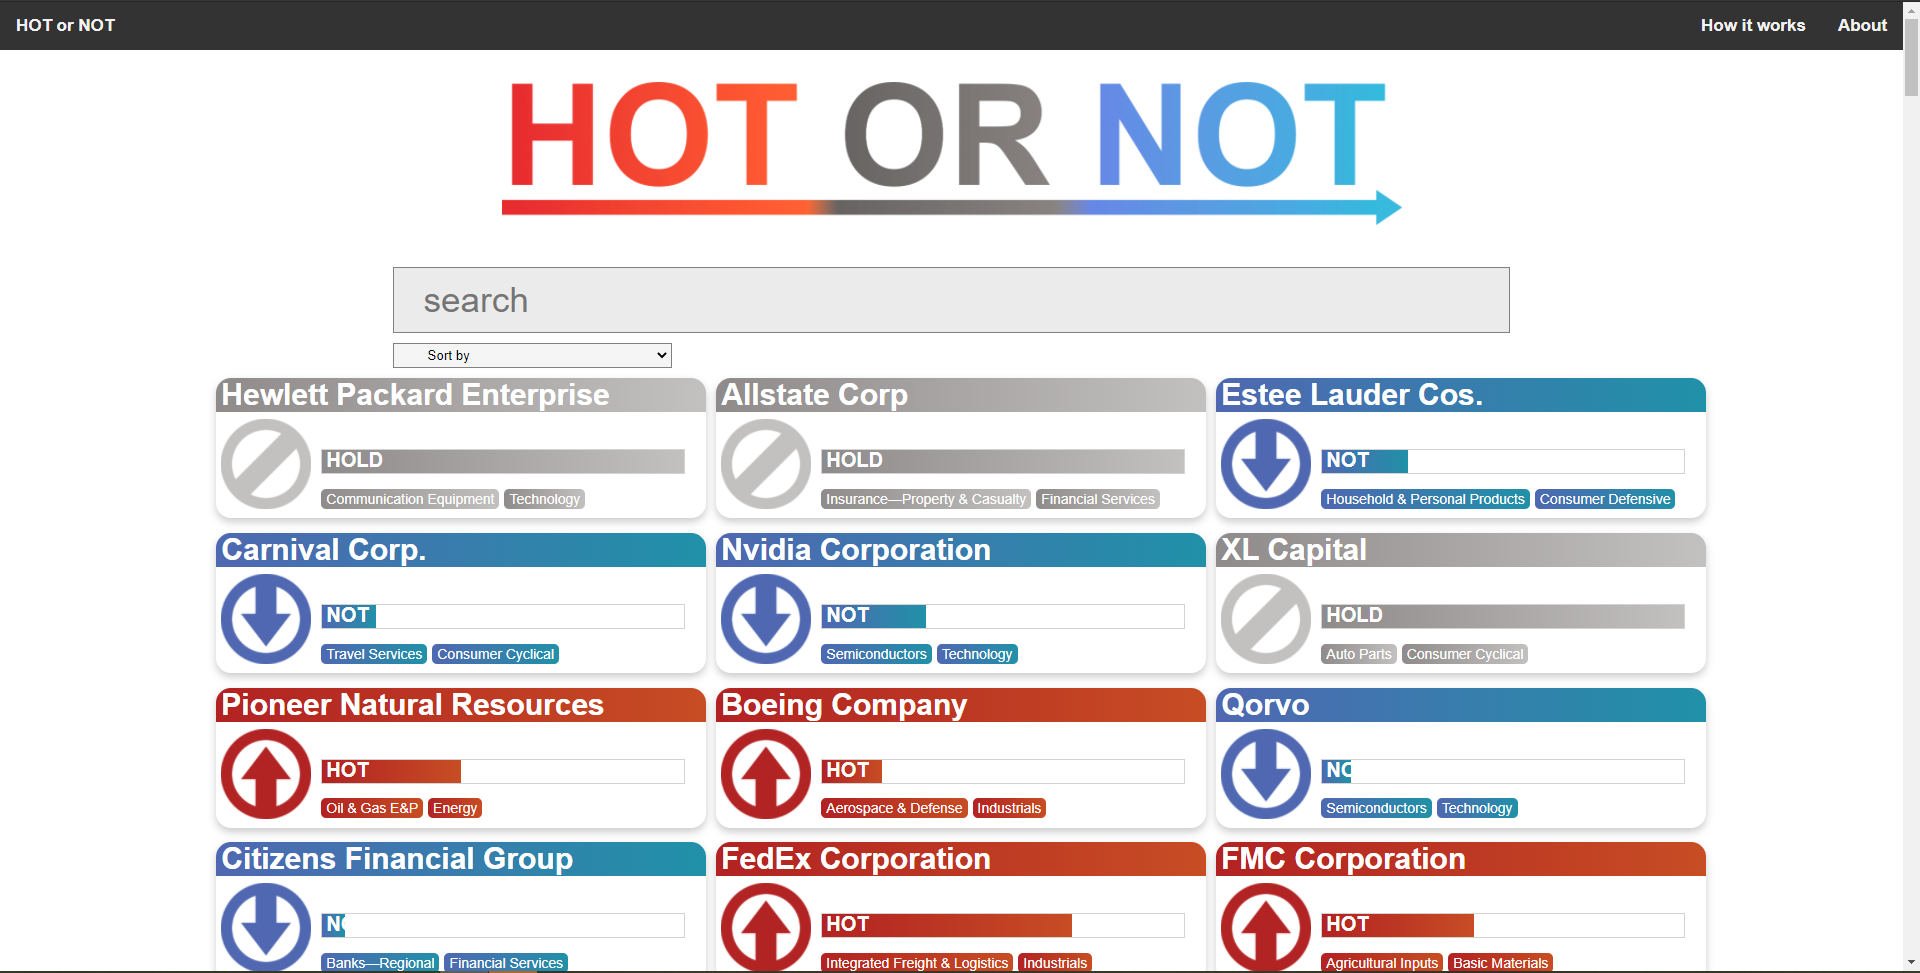 HOT or NOT
How it works
About
HOT OR NOT
search
Sort by
Hewlett Packard Enterprise
HOLD
Communication Equipment
Technology
Allstate Corp
HOLD
Insurance—Property & Casualty
Financial Services
Estee Lauder Cos.
NOT
Household & Personal Products
Consumer Defensive
Carnival Corp.
NOT
Travel Services
Consumer Cyclical
Nvidia Corporation
NOT
Semiconductors
Technology
XL Capital
HOLD
Auto Parts
Consumer Cyclical
Pioneer Natural Resources
HOT
Oil & Gas E&P
Energy
Boeing Company
HOT
Aerospace & Defense
Industrials
Qorvo
NO
Semiconductors
Technology
Citizens Financial Group
NO
Banks—Regional
Financial Services
FedEx Corporation
HOT
Integrated Freight & Logistics
Industrials
FMC Corporation
HOT
Agricultural Inputs
Basic Materials